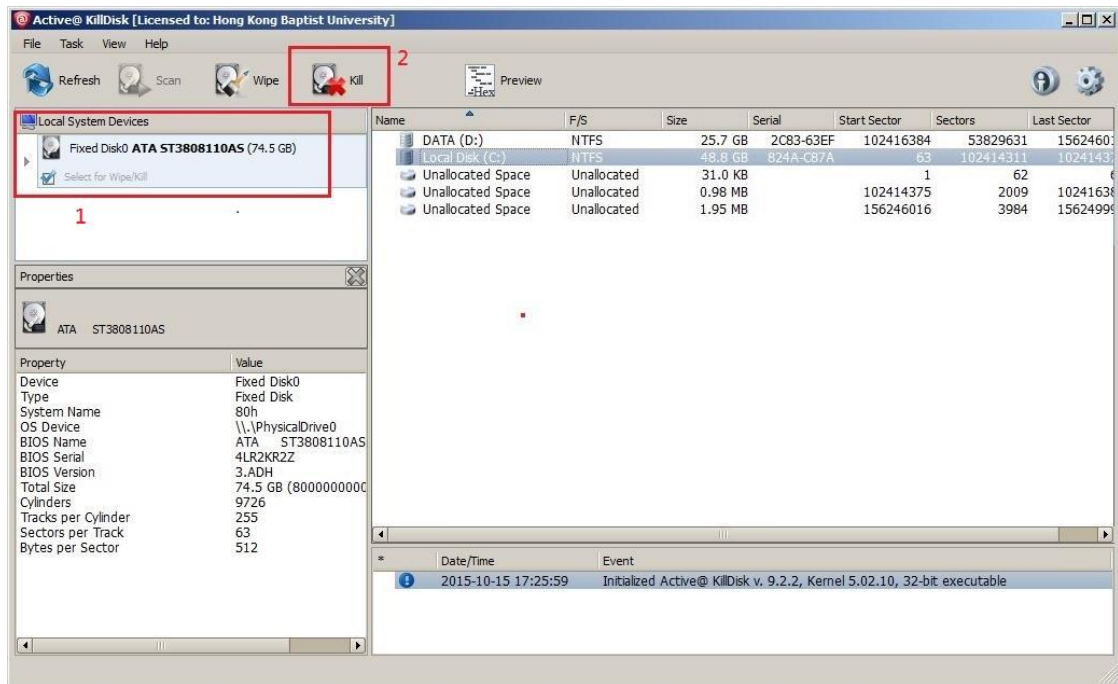 Active@ KillDisk [Licensed to: Hong Kong Baptist University]
File Task View Help
Refresh Scan Wipe Kill 2 Hex Preview
Local System Devices
Fixed Disk0 ATA ST3808110AS (74.5 GB)
Select for Wipe/Kill
1
Name F/S Size Serial Start Sector Sectors Last Sector
DATA (D:) NTFS 25.7 GB 2C83-63EF 102416384 53829631 15624601
Local Disk (C:) NTFS 48.8 GB 824A-C87A 63 102414311 10241437
Unallocated Space Unallocated 31.0 KB 1 62
Unallocated Space Unallocated 0.98 MB 102414375 2009 10241638
Unallocated Space Unallocated 1.95 MB 156246016 3984 15624999
Properties
ATA ST3808110AS
Property Value
Device Fixed Disk0
Type Fixed Disk
System Name 80h
OS Device \\.\PhysicalDrive0
BIOS Name ATA ST3808110AS
BIOS Serial 4LR2KR2Z
BIOS Version 3.ADH
Total Size 74.5 GB (8000000000
Cylinders 9726
Tracks per Cylinder 255
Sectors per Track 63
Bytes per Sector 512
* Date/Time Event
2015-10-15 17:25:59 Initialized Active@ KillDisk v. 9.2.2, Kernel 5.02.10, 32-bit executable